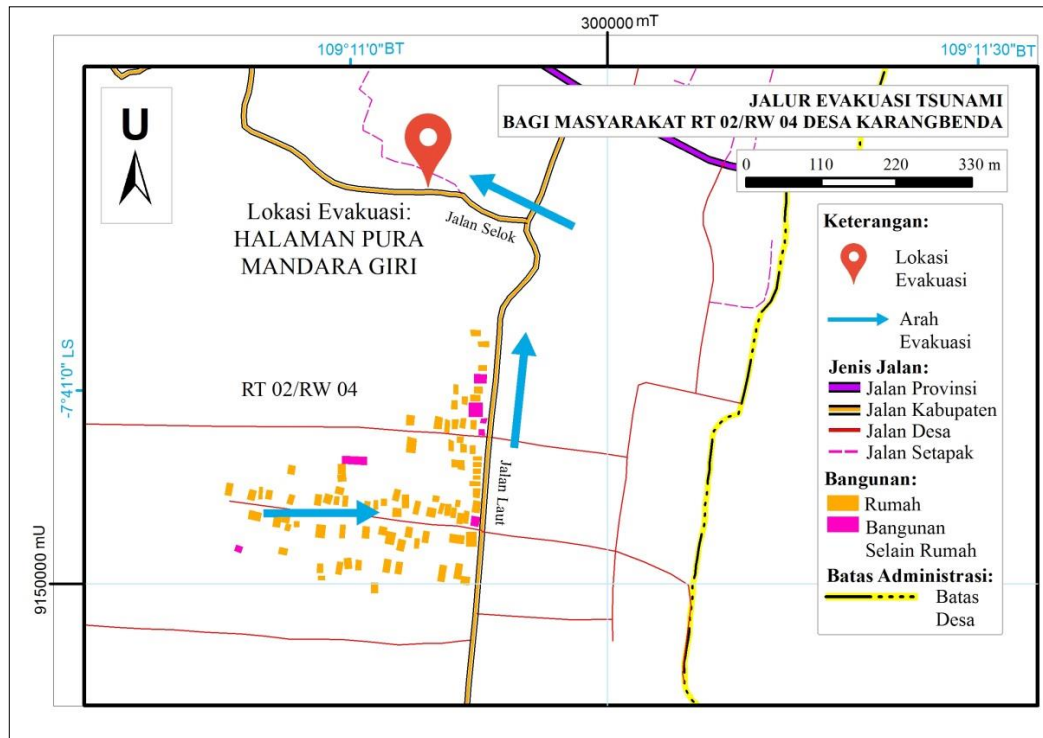 300000 mT
109°11'0"BT
109°11'30"BT
U
JALUR EVAKUASI TSUNAMI
BAGI MASYARAKAT RT 02/RW 04 DESA KARANGBENDA
0 110 220 330 m
Lokasi Evakuasi:
HALAMAN PURA
MANDARA GIRI
Jalan Selok
-7°41'0" LS
RT 02/RW 04
Jalan Laut
9150000 mU
Keterangan:
Lokasi
Evakuasi
Arah
Evakuasi
Jenis Jalan:
Jalan Provinsi
Jalan Kabupaten
Jalan Desa
Jalan Setapak
Bangunan:
Rumah
Bangunan
Selain Rumah
Batas Administrasi:
Batas
Desa